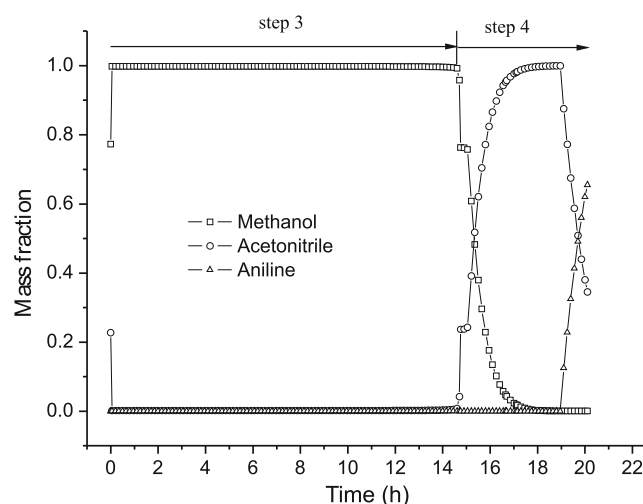 step 3
step 4
1.0
0.8
0.6
0.4
0.2
0.0
Mass fraction
Methanol
Acetonitrile
Aniline
0 2 4 6 8 10 12 14 16 18 20 22
Time (h)